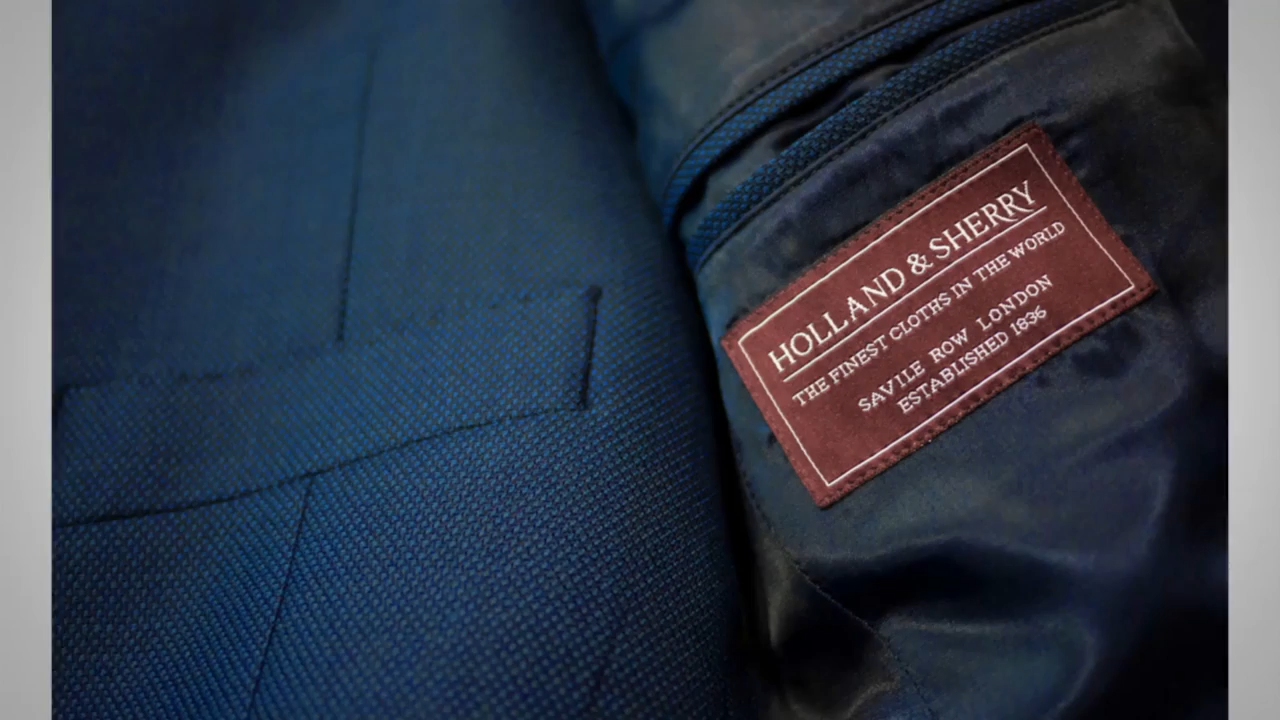 HOLLAND & SHERRY
THE FINEST CLOTHS IN THE WORLD
SAVILE ROW LONDON
ESTABLISHED 1836